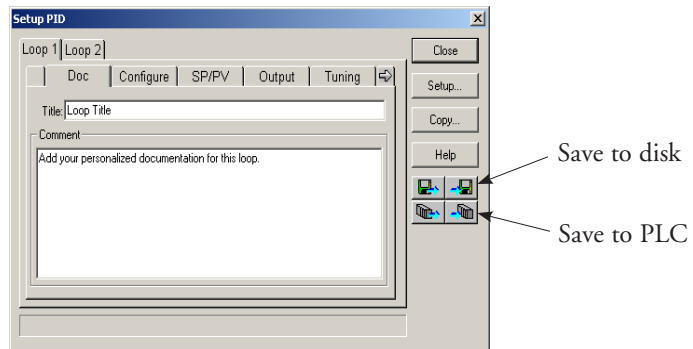 Setup PID
Loop 1 Loop 2
Close
Doc Configure SP/PV Output Tuning
Setup...
Title: Loop Title
Copy...
Comment
Add your personalized documentation for this loop.
Help
Save to disk
Save to PLC